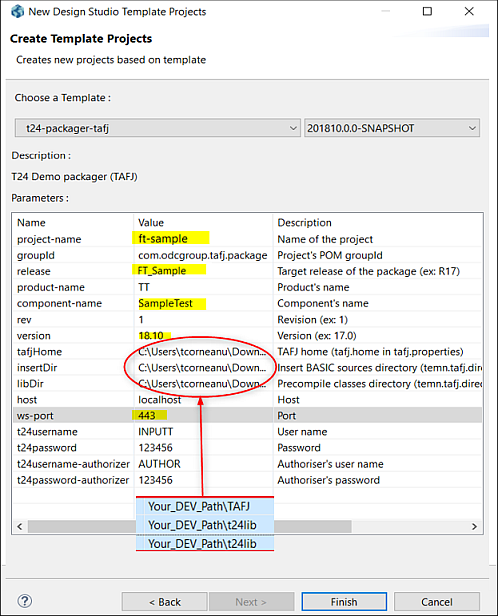 New Design Studio Template Projects
Create Template Projects
Creates new projects based on template
Choose a Template :
t24-packager-tafj 201810.0.0-SNAPSHOT
Description :
T24 Demo packager (TAFJ)
Parameters :
Name Value Description
project-name ft-sample Name of the project
groupId com.odcgroup.tafj.package Project's POM groupId
release FT_Sample Target release of the package (ex: R17)
product-name TT Product's name
component-name SampleTest Component's name
rev 1 Revision (ex: 1)
version 18.10 Version (ex: 17.0)
tafjHome C:\Users\tcorneanu\Down... TAFJ home (tafj.home in tafj.properties)
insertDir C:\Users\tcorneanu\Down... Insert BASIC sources directory (temn.tafj.dire
libDir C:\Users\tcorneanu\Down... Precompile classes directory (temn.tafj.direc
host localhost Host
ws-port 443 Port
t24username INPUTT User name
t24password 123456 Password
t24username-authorizer AUTHOR Authoriser's user name
t24password-authorizer 123456 Authoriser's password
Your_DEV_Path\TAFJ
Your_DEV_Path\t24lib
Your_DEV_Path\t24lib
? < Back Next > Finish Cancel